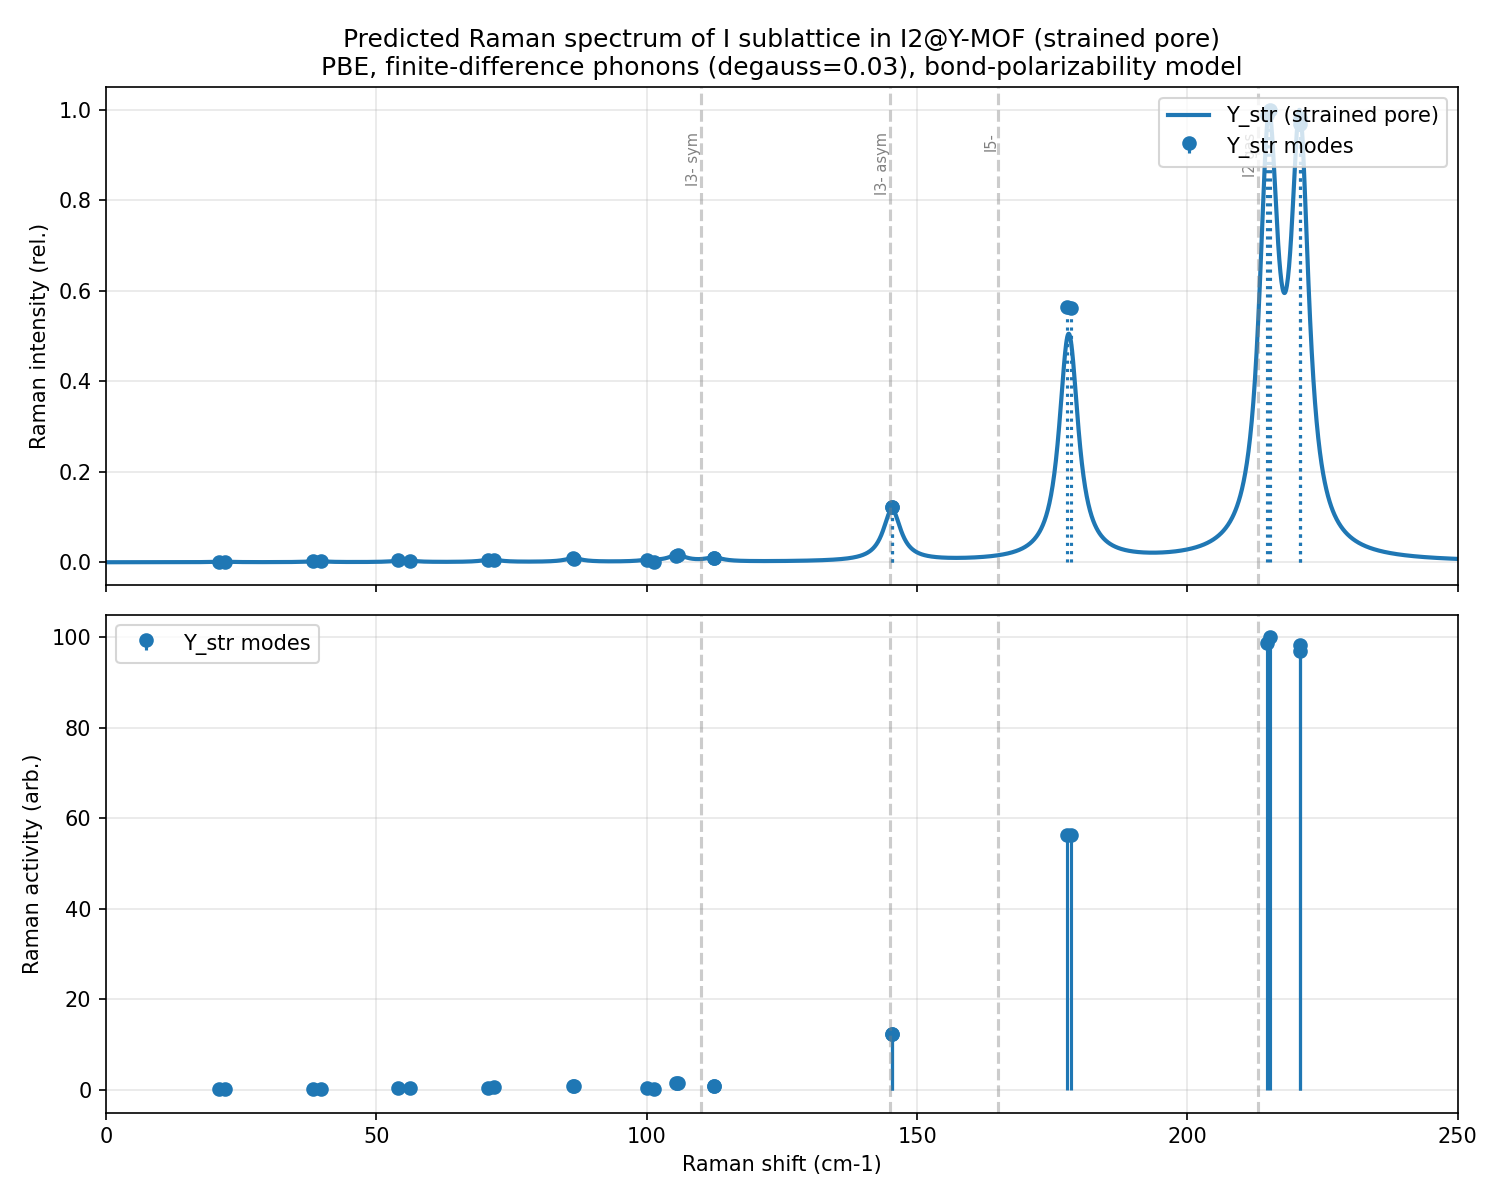 Predicted Raman spectrum of I sublattice in I2@Y-MOF (strained pore)
PBE, finite-difference phonons (degauss=0.03), bond-polarizability model
Raman intensity (rel.)
1.0
0.8
0.6
0.4
0.2
0.0
I3- sym
I3- asym
I5-
Y_str (strained pore)
Y_str modes
Raman activity (arb.)
100
80
60
40
20
0
Y_str modes
0
50
100
150
200
250
Raman shift (cm-1)